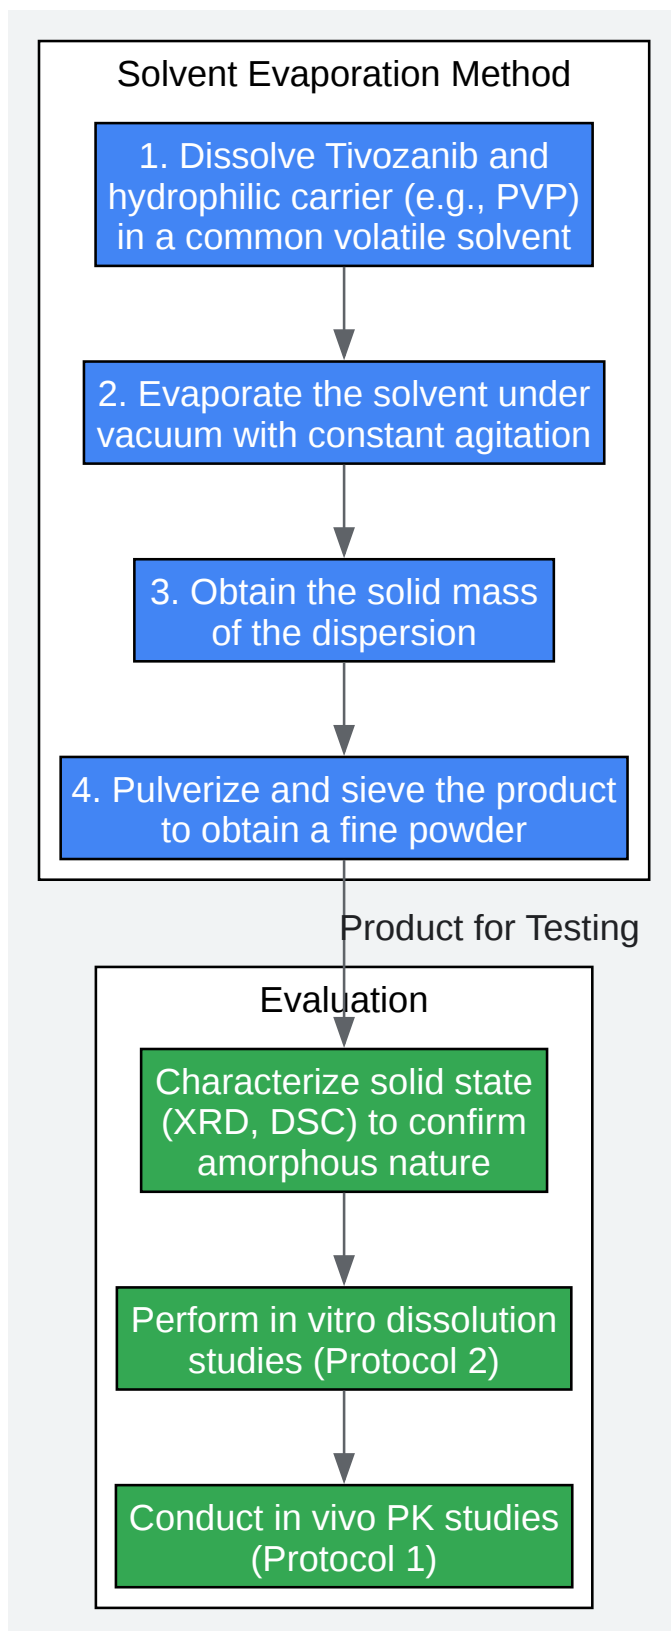 Solvent Evaporation Method
1. Dissolve Tivozanib and
hydrophilic carrier (e.g., PVP)
in a common volatile solvent
2. Evaporate the solvent under
vacuum with constant agitation
3. Obtain the solid mass
of the dispersion
4. Pulverize and sieve the product
to obtain a fine powder
Product for Testing
Evaluation
Characterize solid state
(XRD, DSC) to confirm
amorphous nature
Perform in vitro dissolution
studies (Protocol 2)
Conduct in vivo PK studies
(Protocol 1)